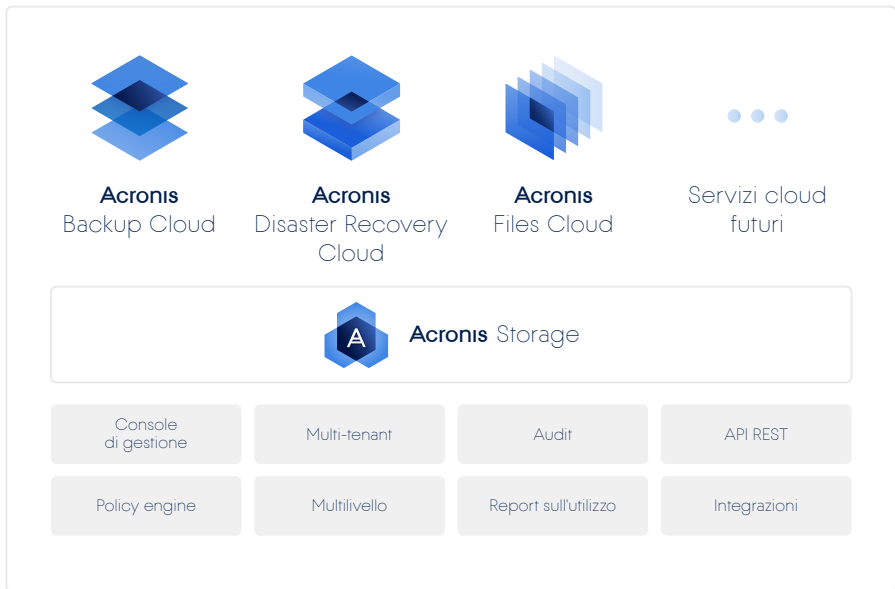 Acronis
Backup Cloud
Acronis
Disaster Recovery
Cloud
Acronis
Files Cloud
Servizi cloud
futuri
A
Acronis Storage
Console
di gestione
Multi-tenant
Audit
API REST
Policy engine
Multilivello
Report sull'utilizzo
Integrazioni